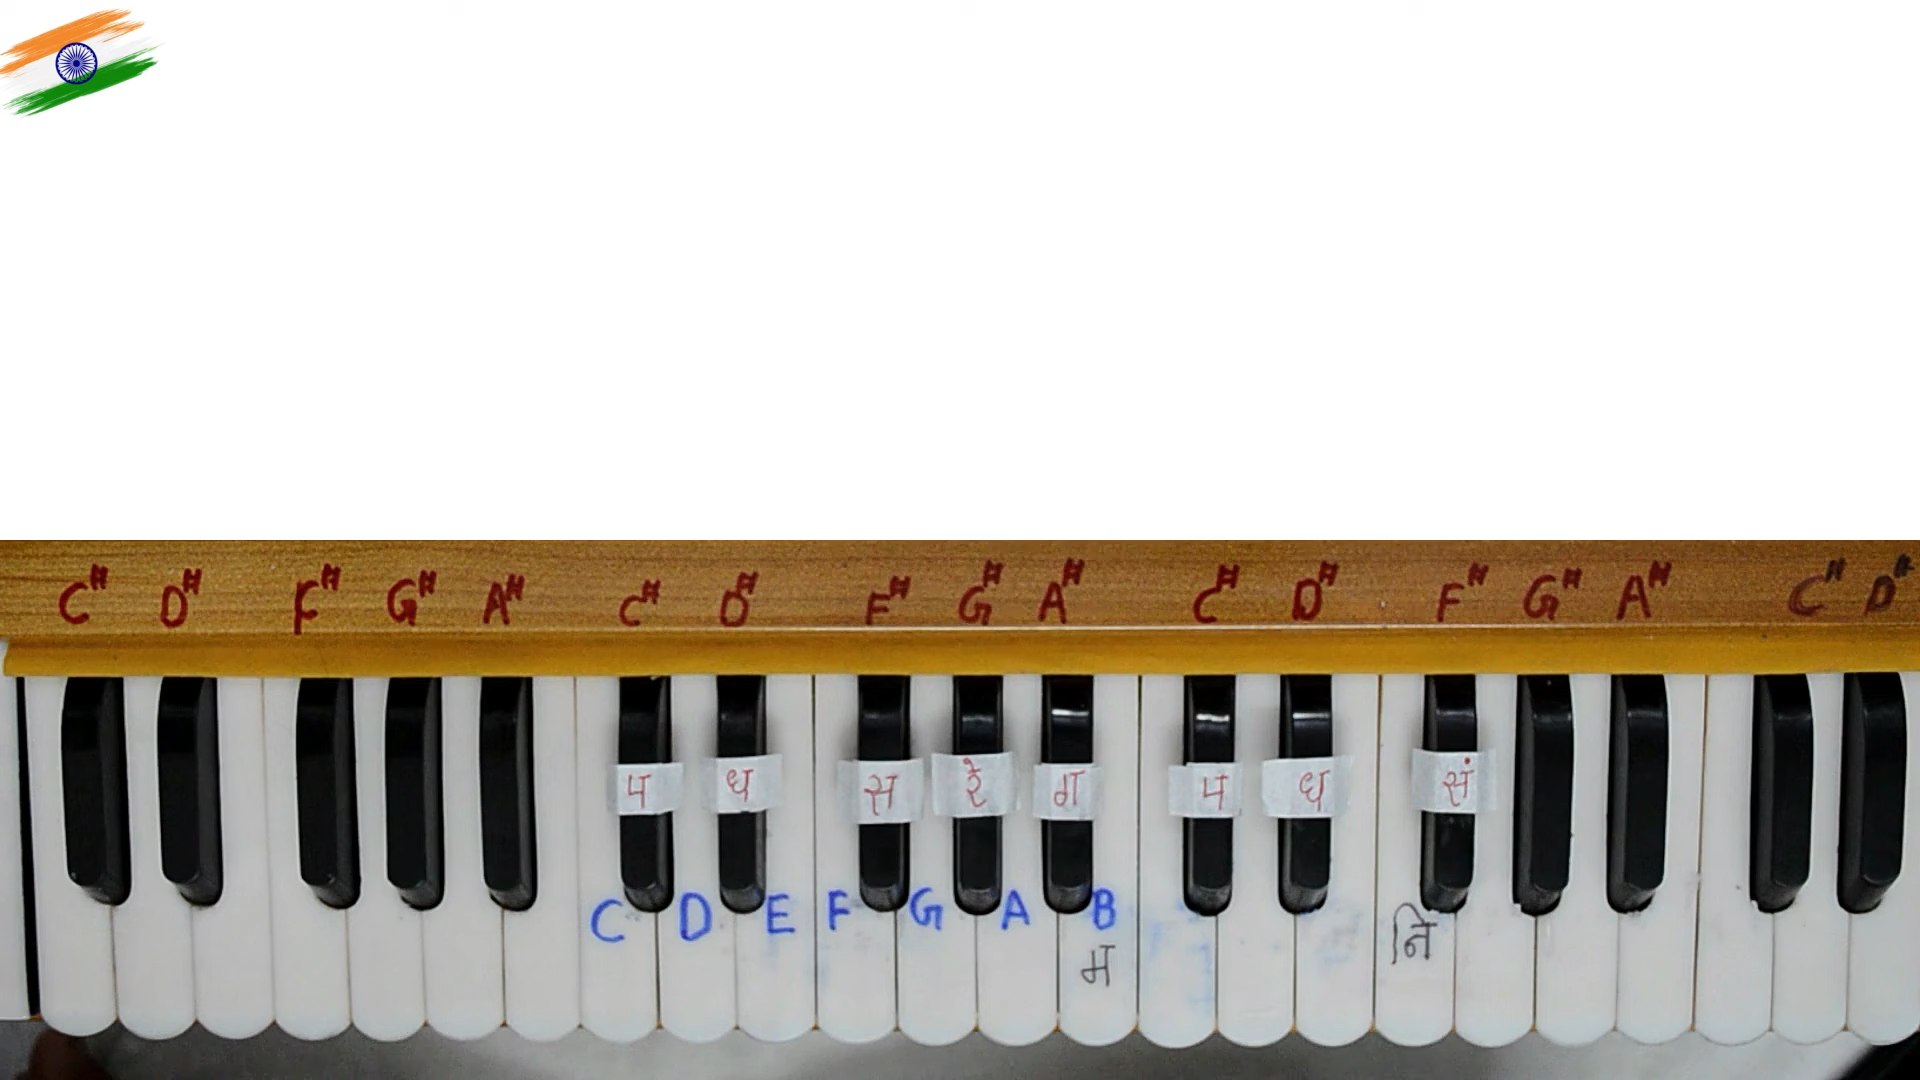 C# D# F# G# A# C# D# F# G# A# C# D# F# G# A# C# D#
प ध स रे ग प ध सं
C D E F G A B
म नि